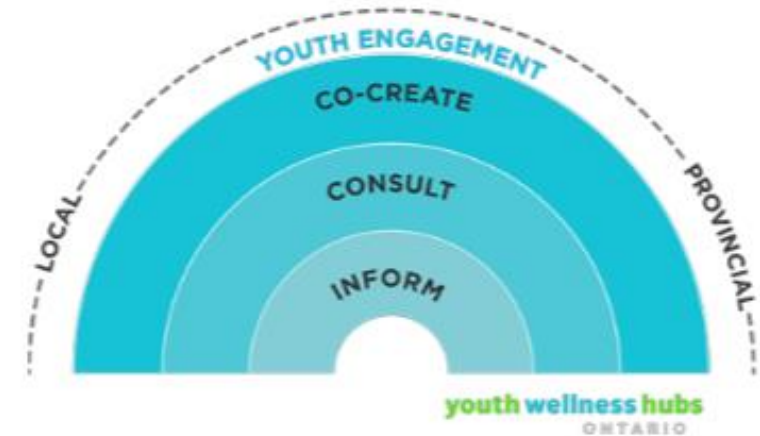 YOUTH ENGAGEMENT
CO-CREATE
CONSULT
INFORM
LOCAL
PROVINCIAL
youth wellness hubs
ONTARIO